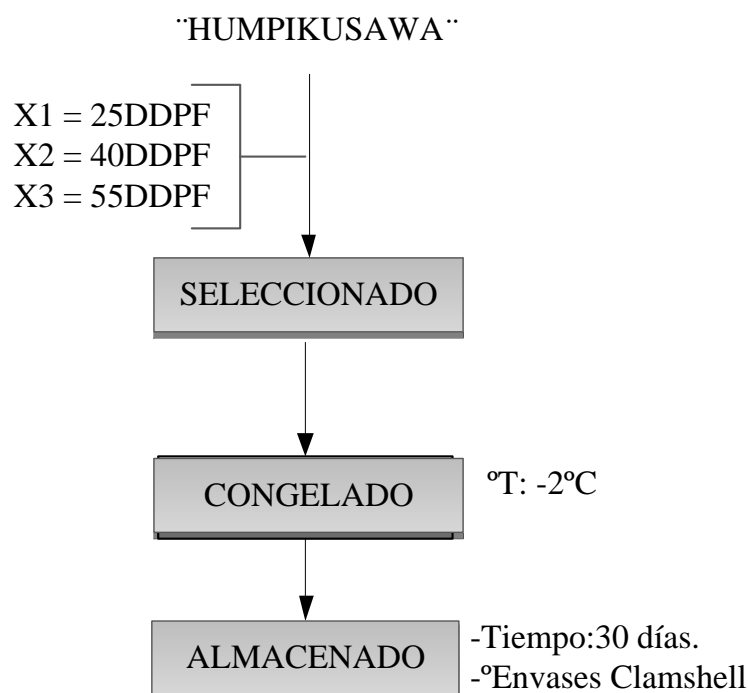 ¨HUMPIKUSAWA¨
X1 = 25DDPF
X2 = 40DDPF
X3 = 55DDPF
SELECCIONADO
CONGELADO
ºT: -2ºC
ALMACENADO
-Tiempo:30 días.
-ºEnvases Clamshell